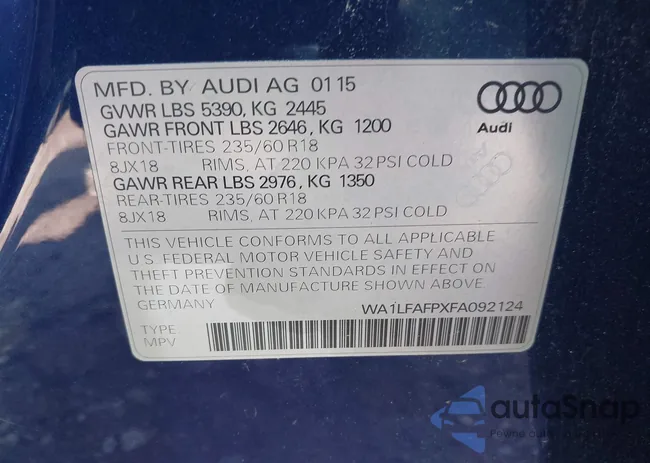 MFD. BY AUDI AG 01 15
GVWR LBS 5390, KG 2445
GAWR FRONT LBS 2646, KG 1200
FRONT-TIRES 235/60 R18
8JX18 RIMS, AT 220 KPA 32 PSI COLD
GAWR REAR LBS 2976, KG 1350
REAR-TIRES 235/60 R18
8JX18 RIMS, AT 220 KPA 32 PSI COLD
Audi
THIS VEHICLE CONFORMS TO ALL APPLICABLE
U.S. FEDERAL MOTOR VEHICLE SAFETY AND
THEFT PREVENTION STANDARDS IN EFFECT ON
THE DATE OF MANUFACTURE SHOWN ABOVE.
GERMANY WA1LFAFPXFA092124
TYPE
MPV
autoSnap
Pewne auto